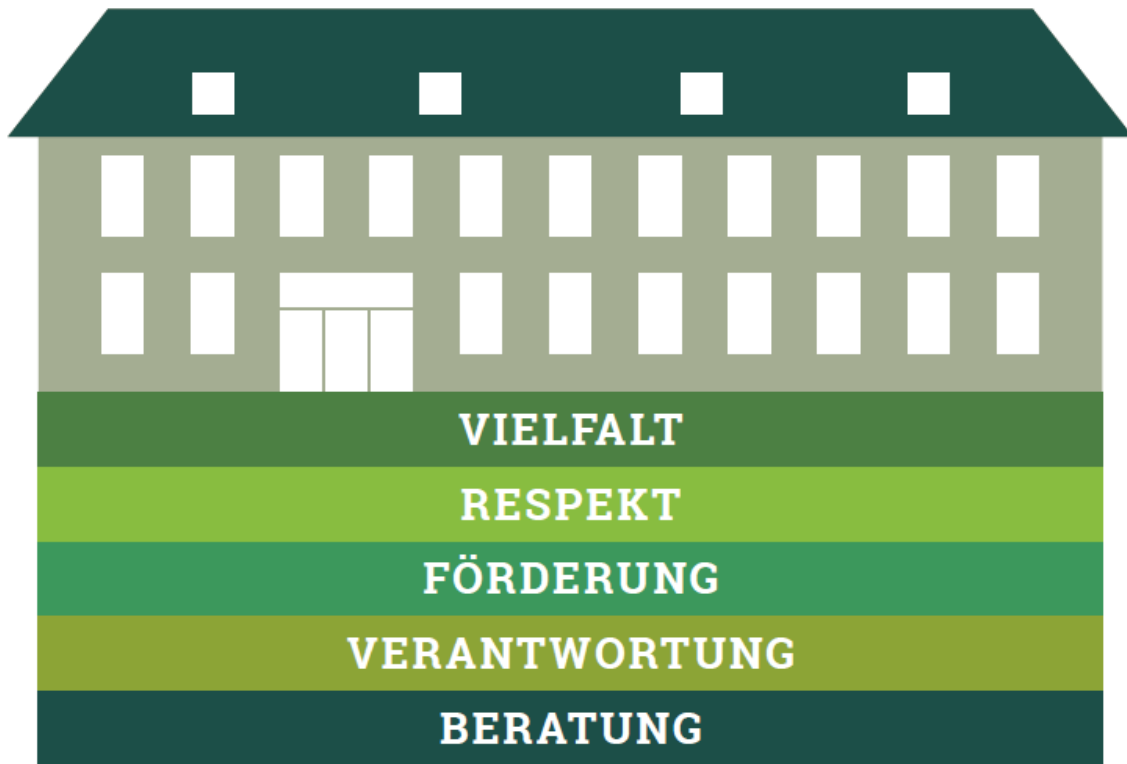 VIELFALT
RESPEKT
FÖRDERUNG
VERANTWORTUNG
BERATUNG